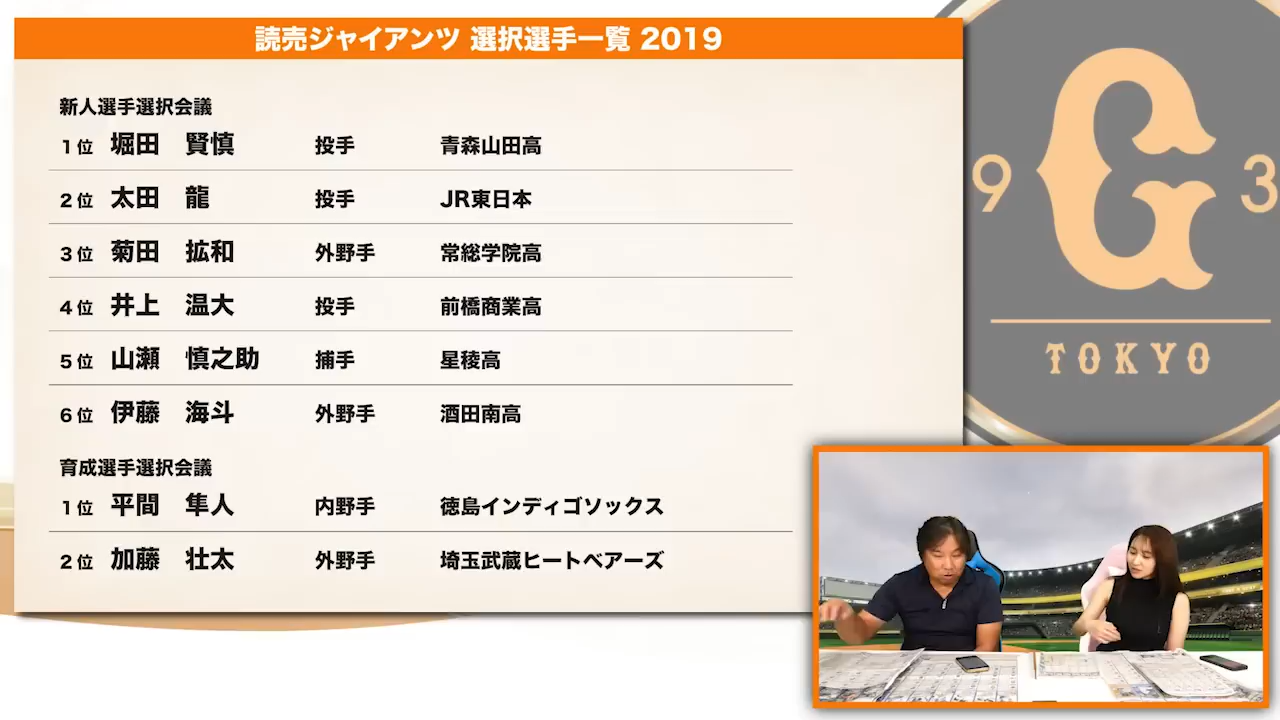 読売ジャイアンツ 選択選手一覧 2019
新人選手選択会議
1位 堀田 賢慎 投手 青森山田高
2位 太田 龍 投手 JR東日本
3位 菊田 拡和 外野手 常総学院高
4位 井上 温大 投手 前橋商業高
5位 山瀬 慎之助 捕手 星稜高
6位 伊藤 海斗 外野手 酒田南高
育成選手選択会議
1位 平間 隼人 内野手 徳島インディゴソックス
2位 加藤 壮太 外野手 埼玉武蔵ヒートベアーズ
9 G 3
TOKYO